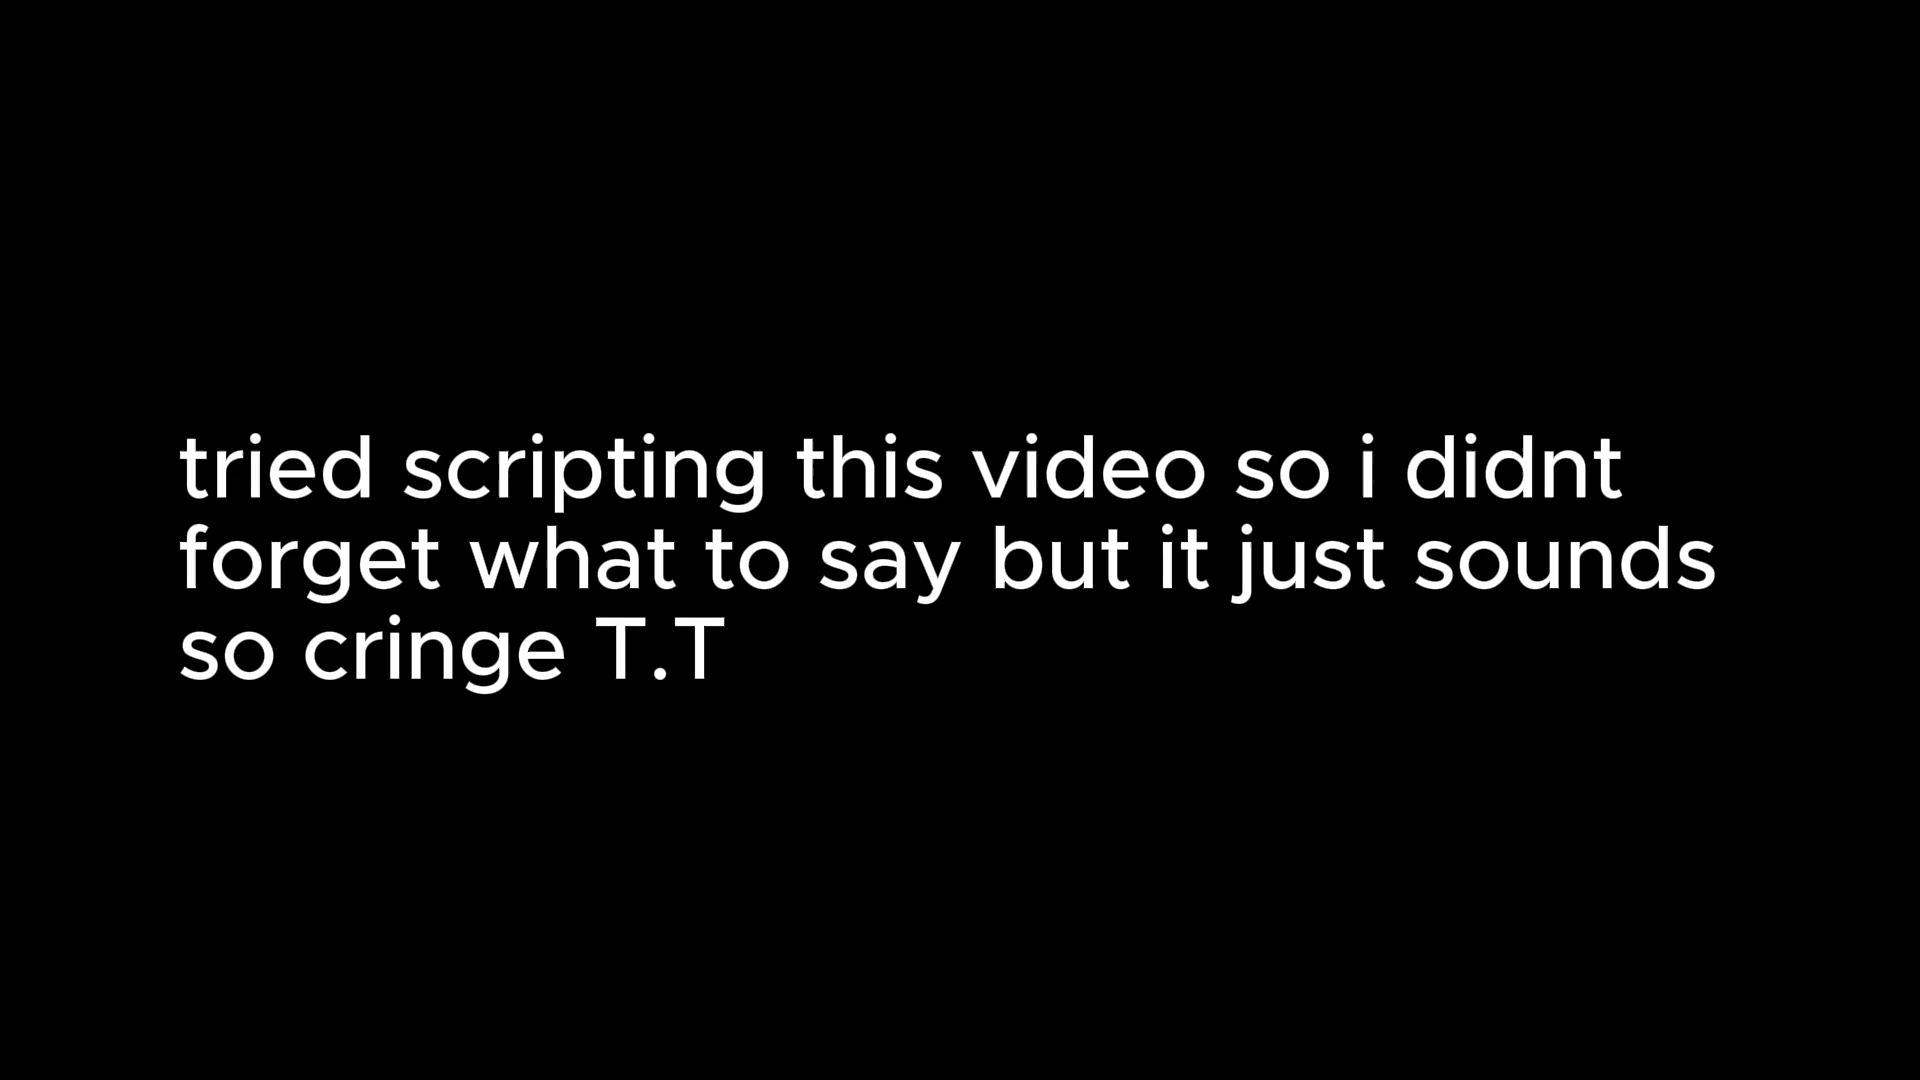 tried scripting this video so i didnt
forget what to say but it just sounds
so cringe T.T